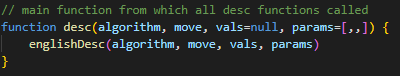 // main function from which all desc functions called
function desc(algorithm, move, vals=null, params=[,,]) {
    englishDesc(algorithm, move, vals, params)
}